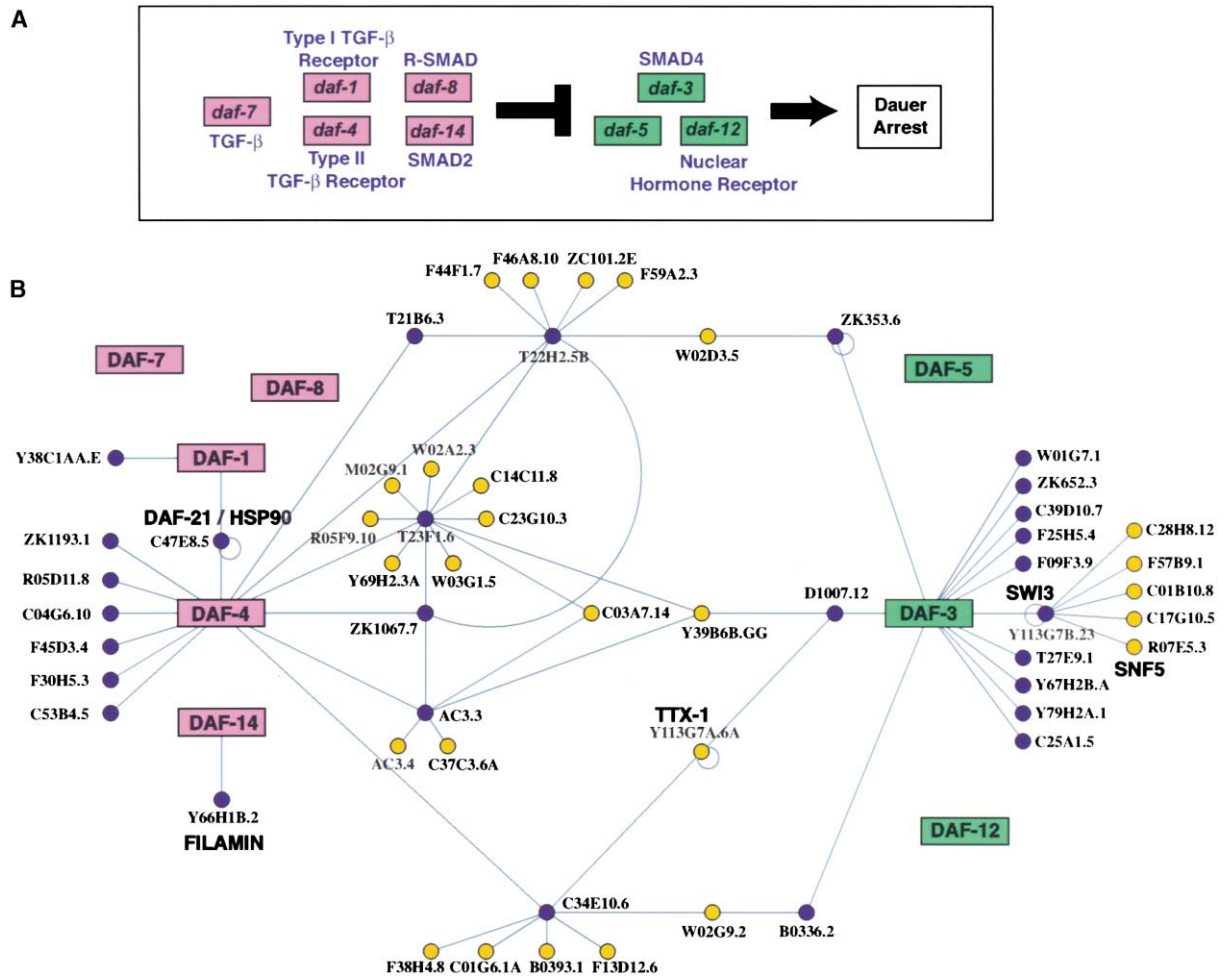 A
Type I TGF-β
Receptor
R-SMAD
SMAD4
daf-1
daf-8
daf-3
daf-7
daf-4
daf-14
daf-5
daf-12
Dauer
Arrest
TGF-β
Type II
TGF-β Receptor
SMAD2
Nuclear
Hormone Receptor
B
F44F1.7
F46A8.10
ZC101.2E
F59A2.3
T21B6.3
ZK353.6
T22H2.5B
W02D3.5
DAF-7
DAF-5
DAF-8
Y38C1AA.E
DAF-1
W02A2.3
M02G9.1
C14C11.8
R05F9.10
T23F1.6
C23G10.3
Y69H2.3A
W03G1.5
DAF-21 / HSP90
C47E8.5
ZK1193.1
R05D11.8
C04G6.10
F45D3.4
F30H5.3
C53B4.5
DAF-4
ZK1067.7
C03A7.14
Y39B6B.GG
D1007.12
DAF-3
W01G7.1
ZK652.3
C39D10.7
F25H5.4
F09F3.9
SWI3
Y113G7B.23
C28H8.12
F57B9.1
C01B10.8
C17G10.5
R07E5.3
SNF5
T27E9.1
Y67H2B.A
Y79H2A.1
C25A1.5
DAF-14
AC3.3
AC3.4
C37C3.6A
TTX-1
Y113G7A.6A
Y66H1B.2
FILAMIN
DAF-12
C34E10.6
W02G9.2
B0336.2
F38H4.8
C01G6.1A
B0393.1
F13D12.6